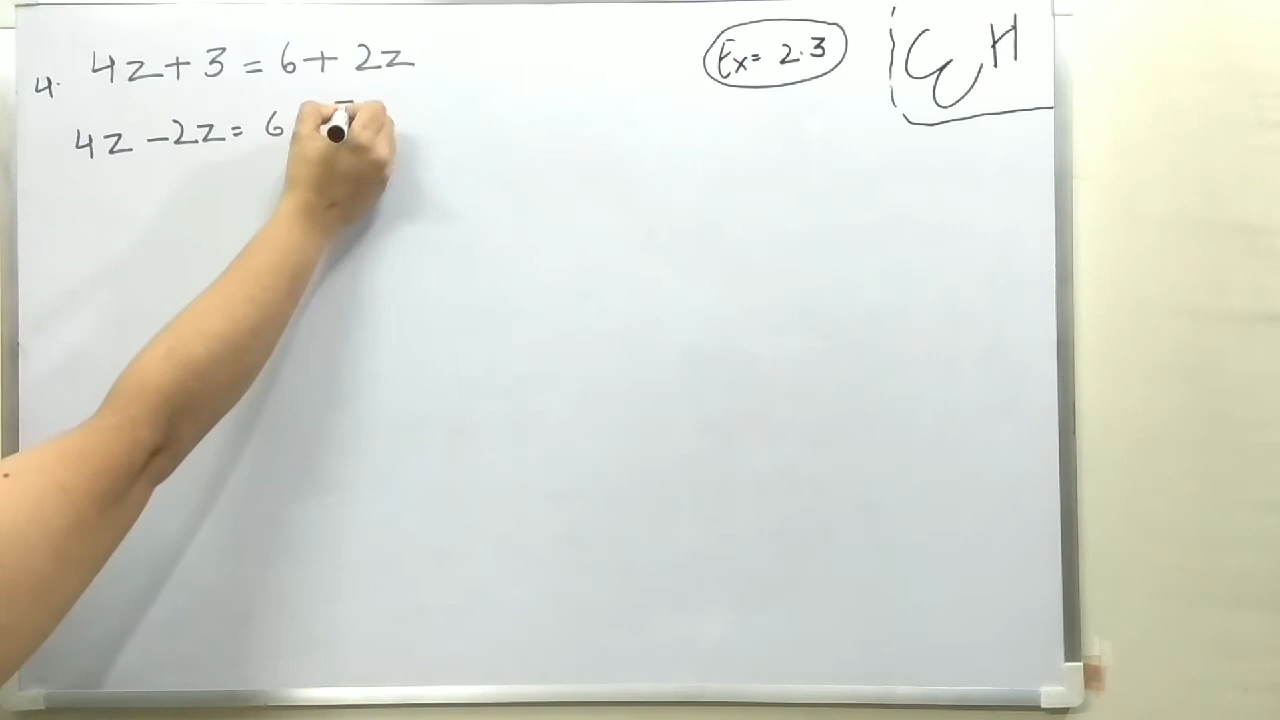 4. 4z + 3 = 6 + 2z
4z - 2z = 6
Ex = 2.3